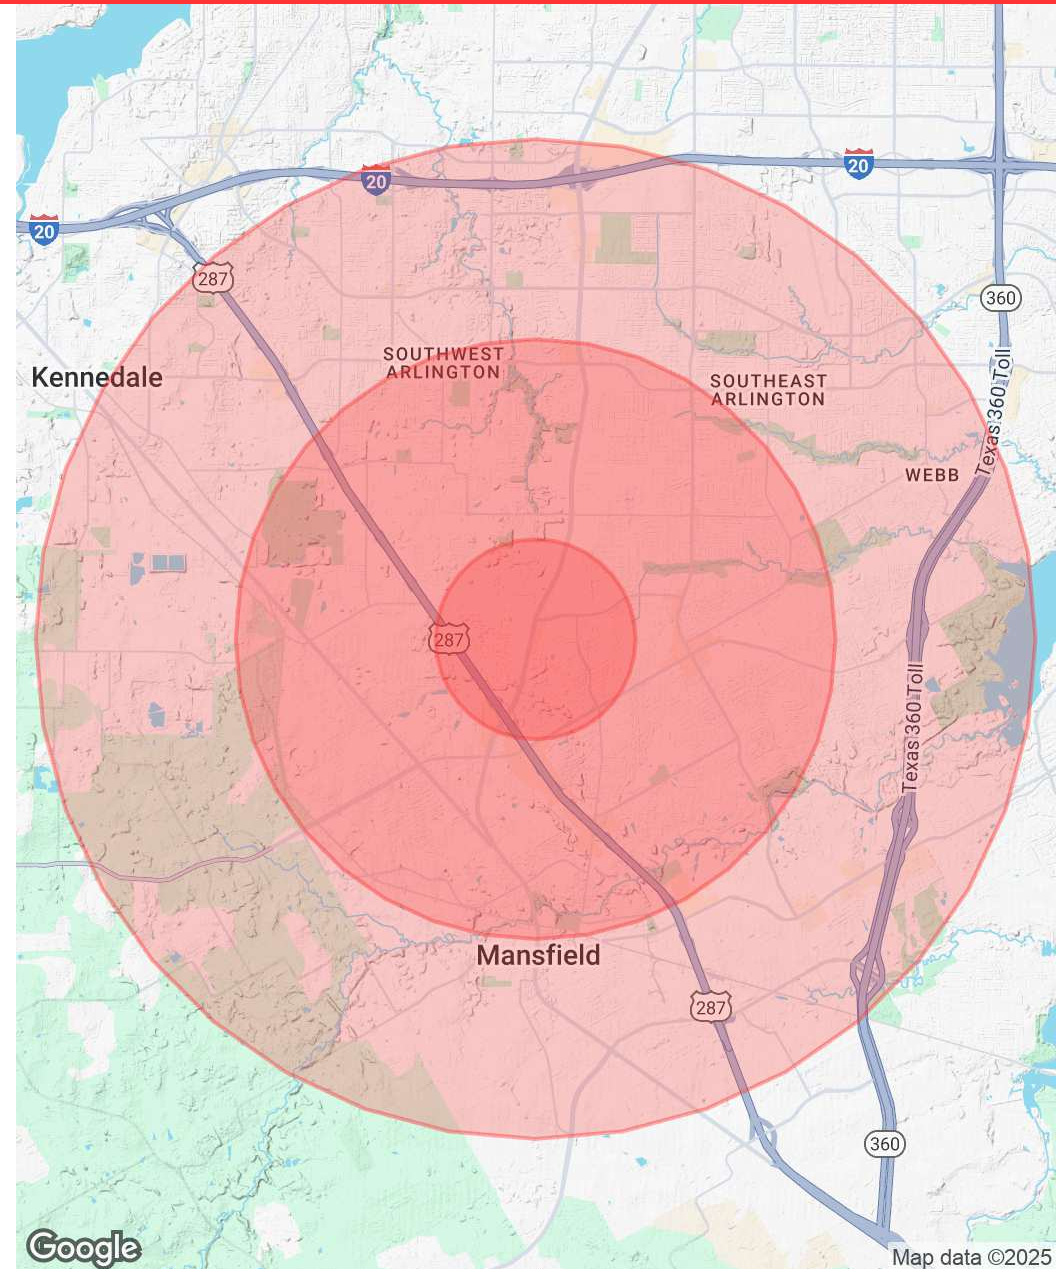 20
20
20
287
360
SOUTHWEST
ARLINGTON
Kennedale
SOUTHEAST
ARLINGTON
Texas 360 Toll
WEBB
287
Texas 360 Toll
Mansfield
287
360
Google
Map data ©2025